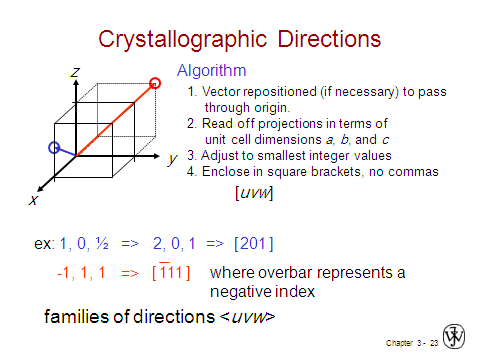 Crystallographic Directions
z
Algorithm
1. Vector repositioned (if necessary) to pass
through origin.
2. Read off projections in terms of
unit cell dimensions a, b, and c
3. Adjust to smallest integer values
4. Enclose in square brackets, no commas
[uvw]
y
x
ex: 1, 0, ½ => 2, 0, 1 => [201]
-1, 1, 1 => [1̅11] where overbar represents a
negative index
families of directions <uvw>
Chapter 3 - 23